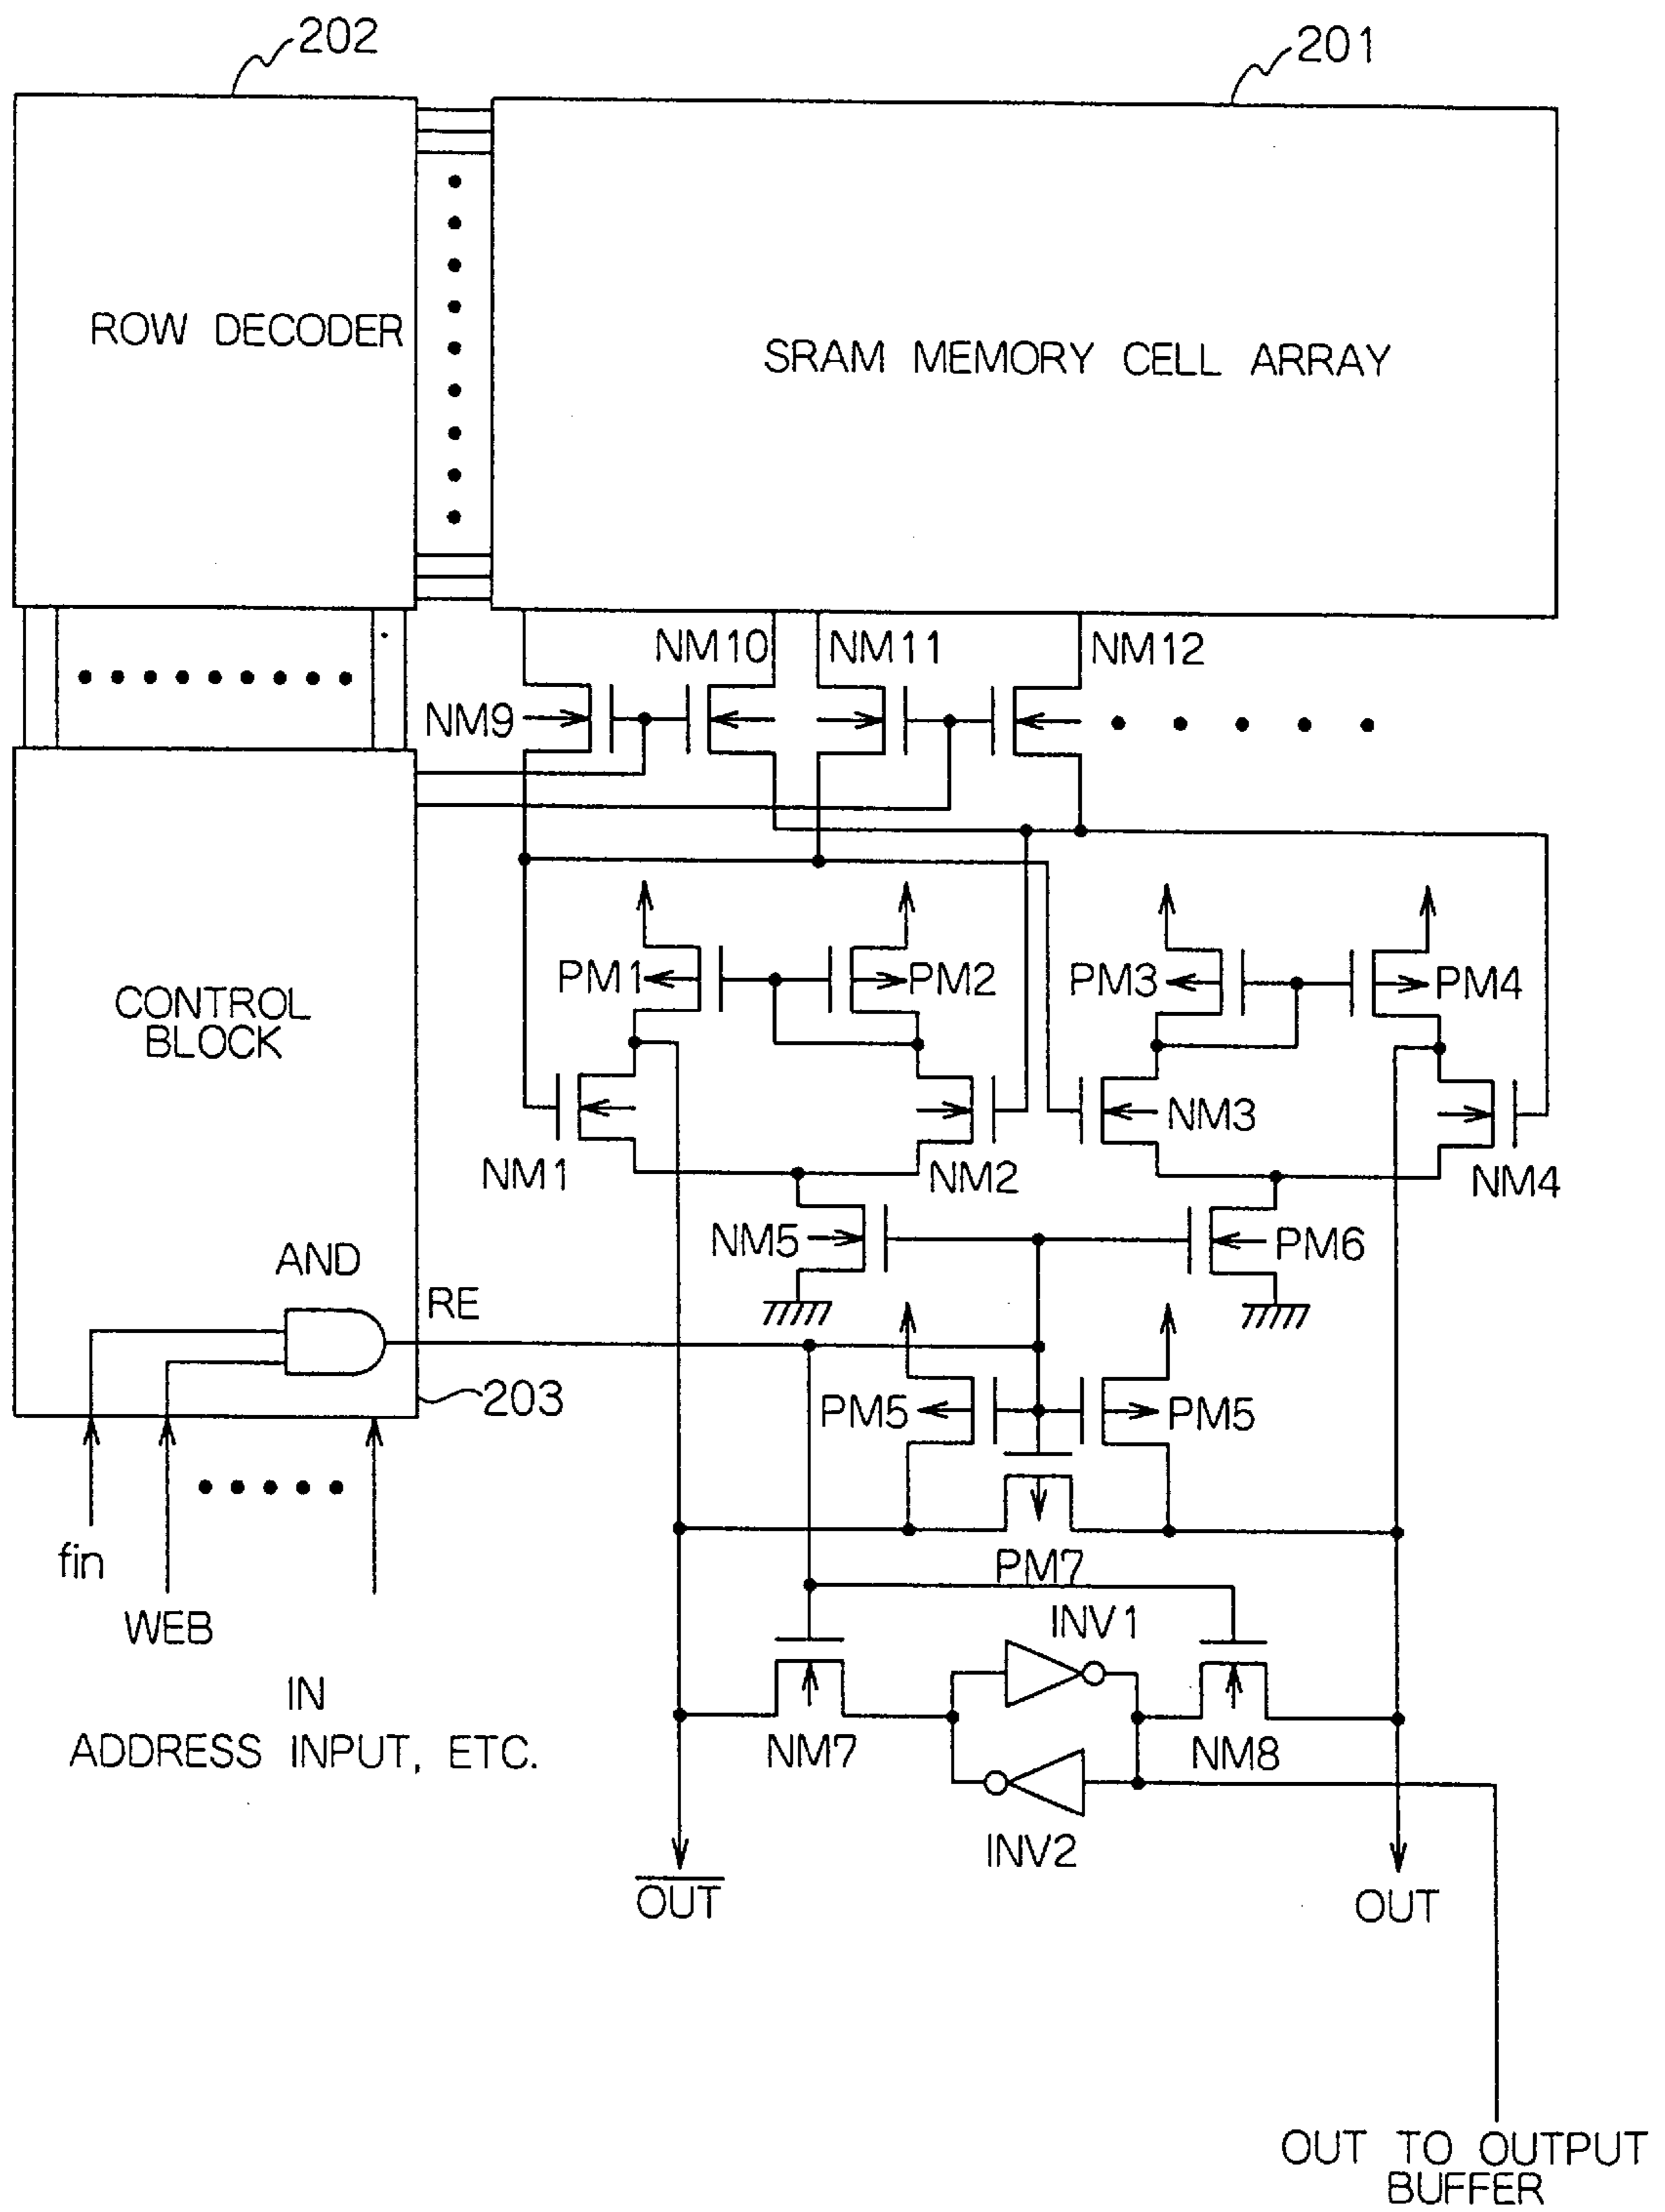 202
201
ROW DECODER
SRAM MEMORY CELL ARRAY
NM10
NM11
NM12
NM9
PM1
PM2
PM3
PM4
CONTROL
BLOCK
NM1
NM2
NM3
NM4
NM5
PM6
AND
RE
203
PM5
PM5
fin
PM7
WEB
INV1
IN
ADDRESS INPUT, ETC.
NM7
NM8
INV2
OUT
OUT
OUT TO OUTPUT
BUFFER